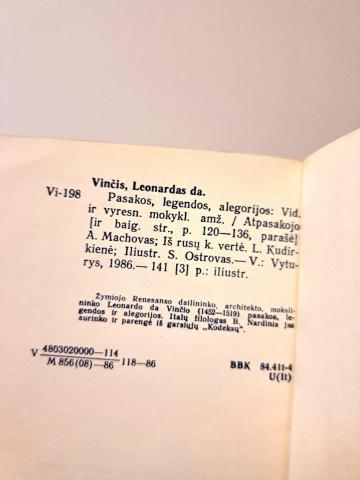 Vinčis, Leonardas da.
Vi-198
Pasakos, legendos, alegorijos: Vid.
ir vyresn. mokykl. amž. / Atpasakojo
[ir baig. str., p. 120—136, parašė]
A. Machovas; Iš rusų k. vertė. L. Kudir-
kienė; Iliustr. S. Ostrovas.— V.: Vytu-
rys, 1986.— 141 [3] p.: iliustr.
Žymiojo Renesanso dailininko, architekto, moksli-
ninko Leonardo da Vinčio (1452—1519) pasakos, le-
gendos ir alegorijos. Italų filologas B. Nardinis jas
surinko ir parengė iš garsiųjų „Kodeksų“.
V 4803020000—114
M 856(08)—86 118—86
BBK 84.4It-4
U(It)